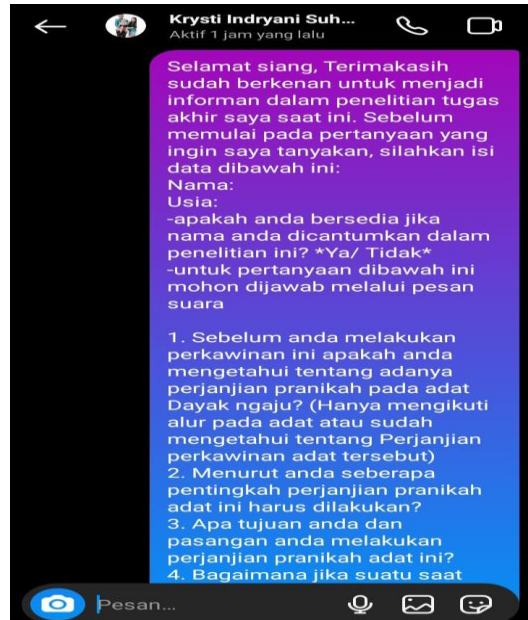 Krysti Indryani Suh...
Aktif 1 jam yang lalu
Selamat siang, Terimakasih
sudah berkenan untuk menjadi
informan dalam penelitian tugas
akhir saya saat ini. Sebelum
memulai pada pertanyaan yang
ingin saya tanyakan, silahkan isi
data dibawah ini:
Nama:
Usia:
-apakah anda bersedia jika
nama anda dicantumkan dalam
penelitian ini? *Ya/ Tidak*
-untuk pertanyaan dibawah ini
mohon dijawab melalui pesan
suara
1. Sebelum anda melakukan
perkawinan ini apakah anda
mengetahui tentang adanya
perjanjian pranikah pada adat
Dayak ngaju? (Hanya mengikuti
alur pada adat atau sudah
mengetahui tentang Perjanjian
perkawinan adat tersebut)
2. Menurut anda seberapa
pentingkah perjanjian pranikah
adat ini harus dilakukan?
3. Apa tujuan anda dan
pasangan anda melakukan
perjanjian pranikah adat ini?
4. Bagaimana jika suatu saat
Pesan...